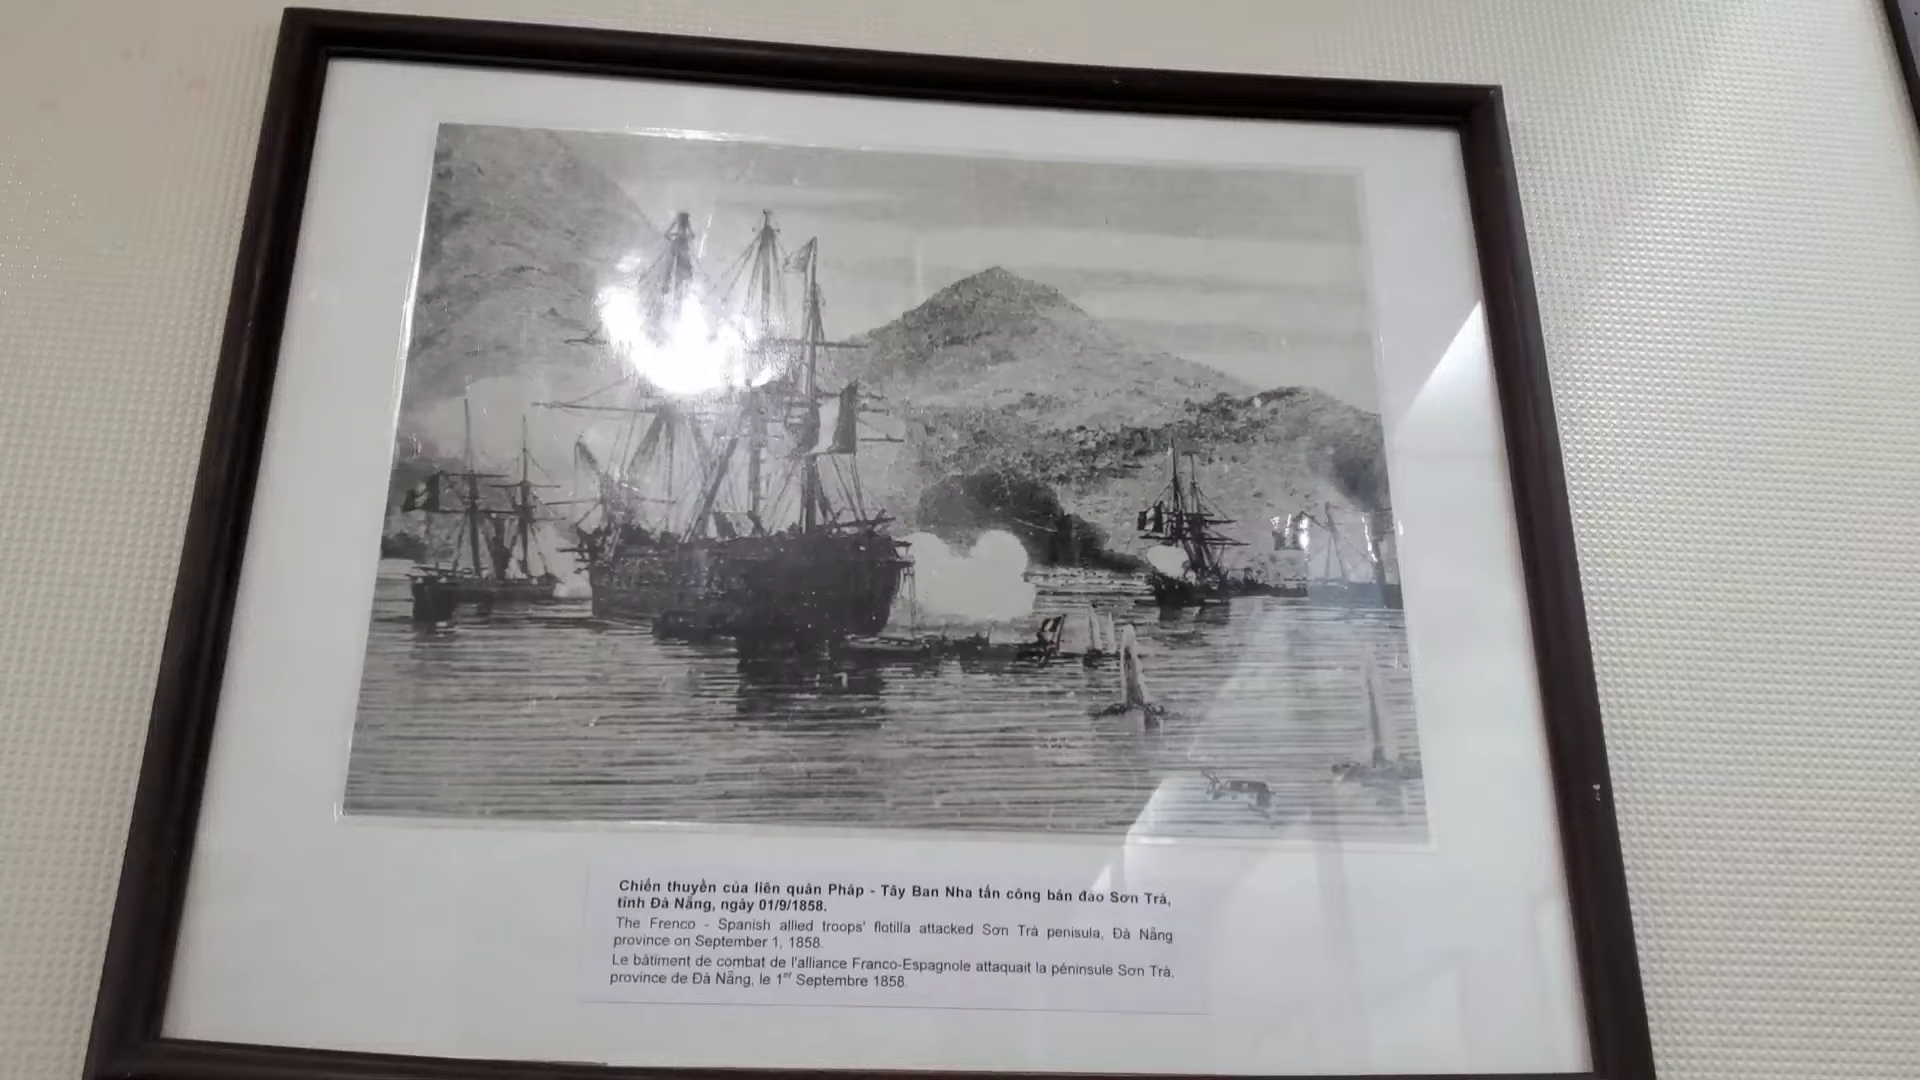 Chiến thuyền của liên quân Pháp - Tây Ban Nha tấn công bán đảo Sơn Trà,
tỉnh Đà Nẵng, ngày 01/9/1858.
The Frenco - Spanish allied troops' flotilla attacked Sơn Trà penisula, Đà Nẵng
province on September 1, 1858.
Le bâtiment de combat de l'alliance Franco-Espagnole attaquait la péninsule Sơn Trà,
province de Đà Nẵng, le 1er Septembre 1858.